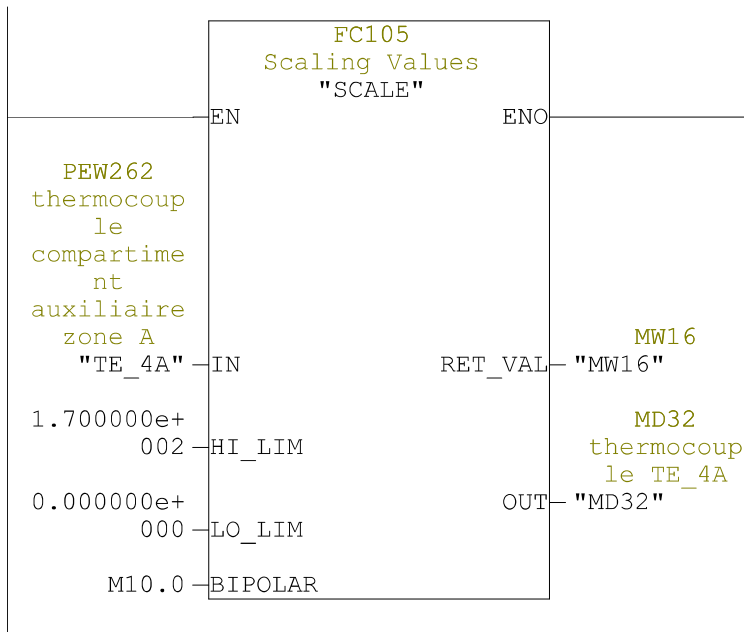 FC105
Scaling Values
"SCALE"
EN
ENO
PEW262
thermocoup
le
compartime
nt
auxiliaire
zone A
"TE_4A"
IN
MW16
RET_VAL
"MW16"
1.700000e+
002
HI_LIM
MD32
thermocoup
le TE_4A
OUT
"MD32"
0.000000e+
000
LO_LIM
M10.0
BIPOLAR